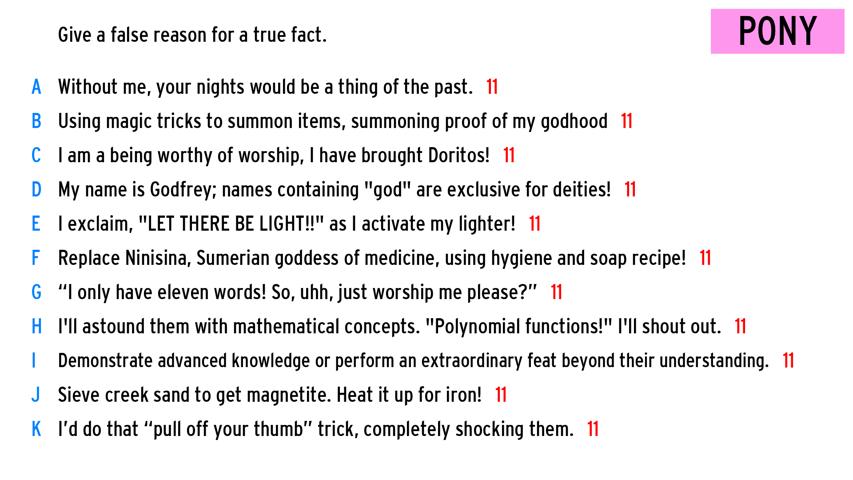 Give a false reason for a true fact.
PONY
A Without me, your nights would be a thing of the past. 11
B Using magic tricks to summon items, summoning proof of my godhood 11
C I am a being worthy of worship, I have brought Doritos! 11
D My name is Godfrey; names containing "god" are exclusive for deities! 11
E I exclaim, "LET THERE BE LIGHT!!" as I activate my lighter! 11
F Replace Ninisina, Sumerian goddess of medicine, using hygiene and soap recipe! 11
G “I only have eleven words! So, uhh, just worship me please?” 11
H I'll astound them with mathematical concepts. "Polynomial functions!" I'll shout out. 11
I Demonstrate advanced knowledge or perform an extraordinary feat beyond their understanding. 11
J Sieve creek sand to get magnetite. Heat it up for iron! 11
K I’d do that “pull off your thumb” trick, completely shocking them. 11